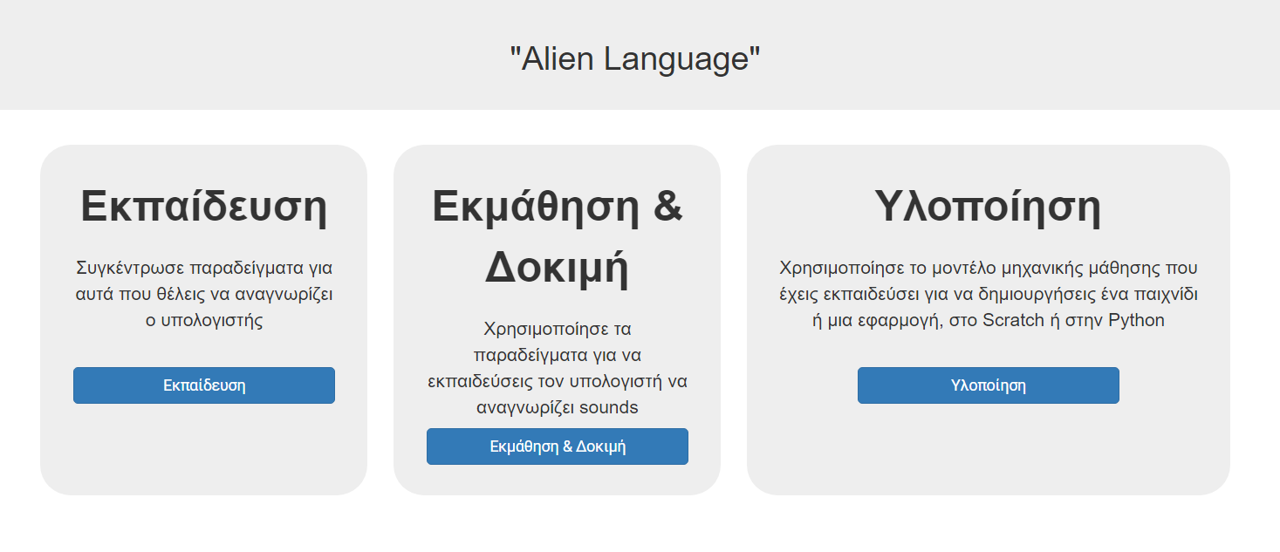 "Alien Language"
Εκπαίδευση
Συγκέντρωσε παραδείγματα για
αυτά που θέλεις να αναγνωρίζει
ο υπολογιστής
Εκπαίδευση
Εκμάθηση &
Δοκιμή
Χρησιμοποίησε τα
παραδείγματα για να
εκπαιδεύσεις τον υπολογιστή να
αναγνωρίζει sounds
Εκμάθηση & Δοκιμή
Υλοποίηση
Χρησιμοποίησε το μοντέλο μηχανικής μάθησης που
έχεις εκπαιδεύσει για να δημιουργήσεις ένα παιχνίδι
ή μια εφαρμογή, στο Scratch ή στην Python
Υλοποίηση